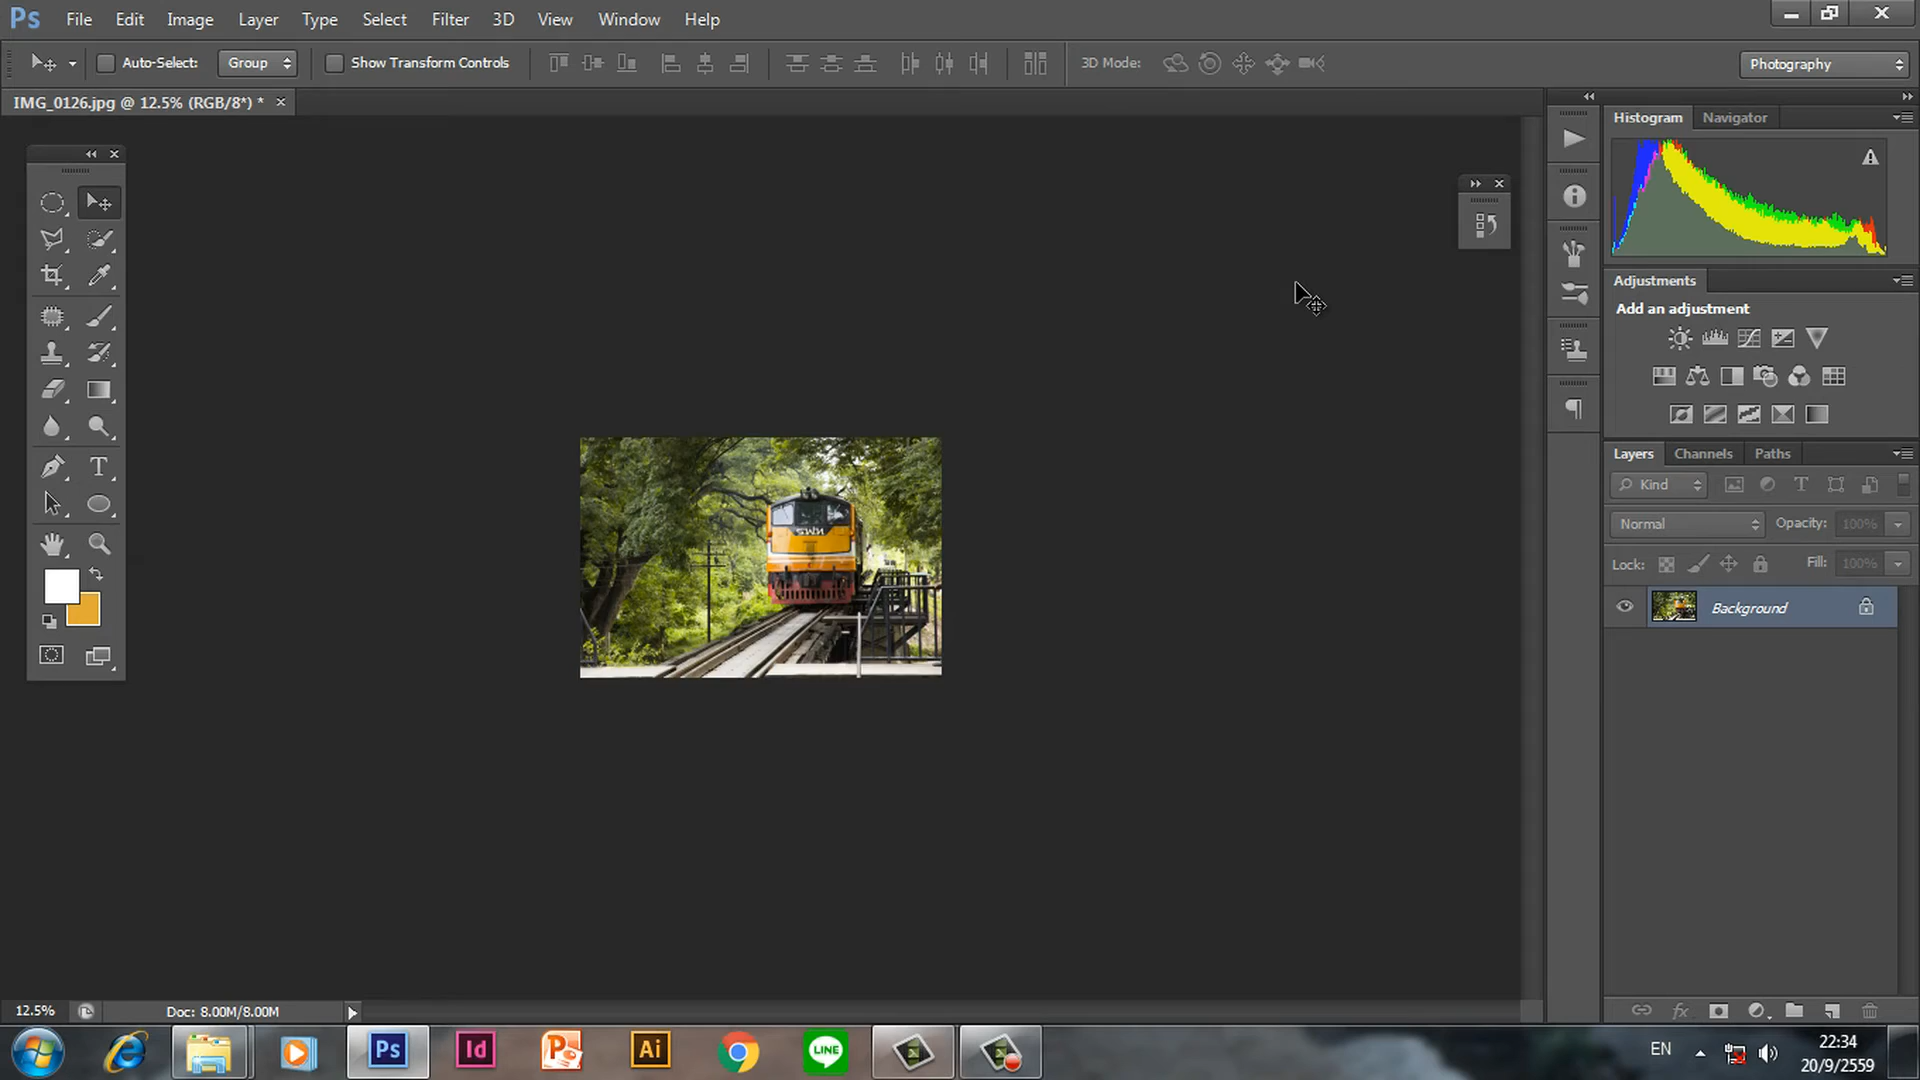 Ps File Edit Image Layer Type Select Filter 3D View Window Help
Auto-Select: Group Show Transform Controls 3D Mode: Photography
IMG_0126.jpg @ 12.5% (RGB/8*) *
Histogram Navigator
Adjustments
Add an adjustment
Layers Channels Paths
Kind
Normal Opacity: 100%
Lock: Fill: 100%
Background
12.5% Doc: 8.00M/8.00M
Ps Id P Ai LINE EN 22:34
20/9/2559